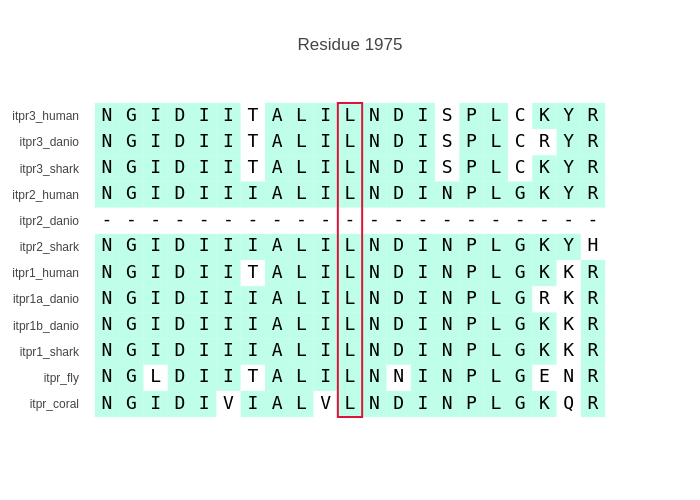 Residue 1975
itpr3_human N G I D I I T A L I L N D I S P L C K Y R
itpr3_danio N G I D I I T A L I L N D I S P L C R Y R
itpr3_shark N G I D I I T A L I L N D I S P L C K Y R
itpr2_human N G I D I I I A L I L N D I N P L G K Y R
itpr2_danio - - - - - - - - - - - - - - - - - - - - -
itpr2_shark N G I D I I I A L I L N D I N P L G K Y H
itpr1_human N G I D I I T A L I L N D I N P L G K K R
itpr1a_danio N G I D I I I A L I L N D I N P L G R K R
itpr1b_danio N G I D I I I A L I L N D I N P L G K K R
itpr1_shark N G I D I I I A L I L N D I N P L G K K R
itpr_fly N G L D I I T A L I L N N I N P L G E N R
itpr_coral N G I D I V I A L V L N D I N P L G K Q R